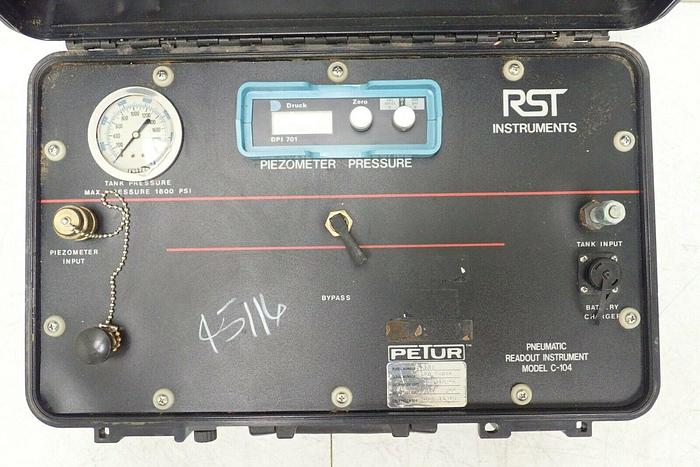 RST
INSTRUMENTS
Druck
Zero
DPI 701
PIEZOMETER PRESSURE
TANK PRESSURE
MAX PRESSURE 1800 PSI
PIEZOMETER
INPUT
TANK INPUT
BATTERY
CHARGER
BYPASS
45114
PETUR
PNEUMATIC
READOUT INSTRUMENT
MODEL C-104